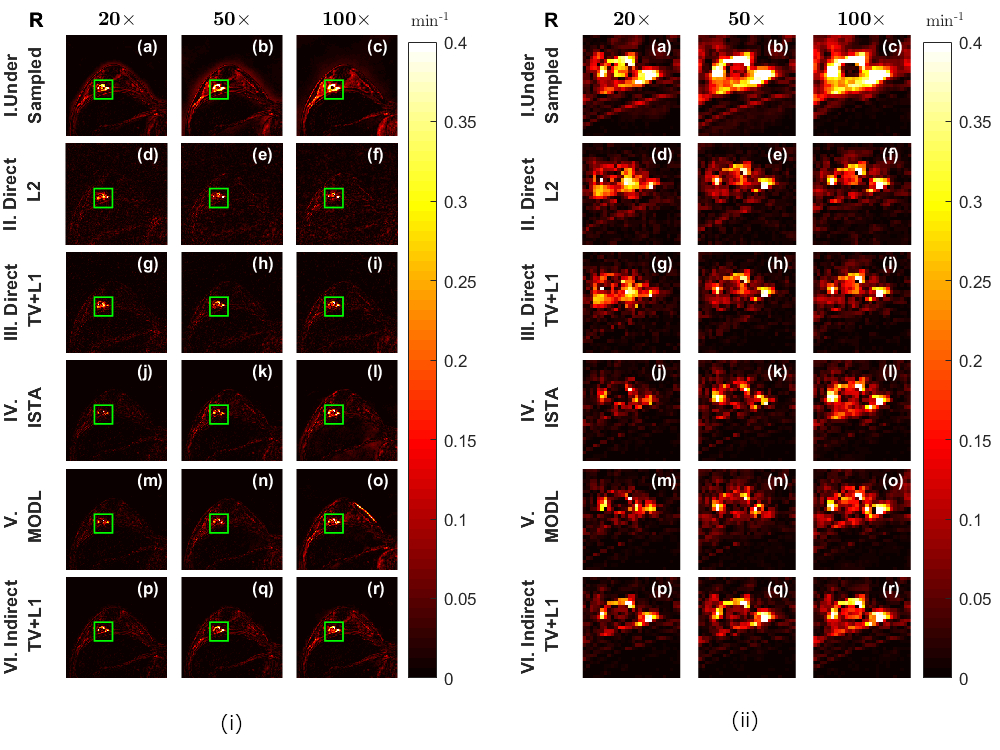 R 20× 50× 100× min-1
I.Under
Sampled
(a) (b) (c)
II. Direct
L2
(d) (e) (f)
III. Direct
TV+L1
(g) (h) (i)
IV.
ISTA
(j) (k) (l)
V.
MODL
(m) (n) (o)
VI. Indirect
TV+L1
(p) (q) (r)
0.4
0.35
0.3
0.25
0.2
0.15
0.1
0.05
0
(i)
R 20× 50× 100× min-1
I.Under
Sampled
(a) (b) (c)
II. Direct
L2
(d) (e) (f)
III. Direct
TV+L1
(g) (h) (i)
IV.
ISTA
(j) (k) (l)
V.
MODL
(m) (n) (o)
VI. Indirect
TV+L1
(p) (q) (r)
0.4
0.35
0.3
0.25
0.2
0.15
0.1
0.05
0
(ii)